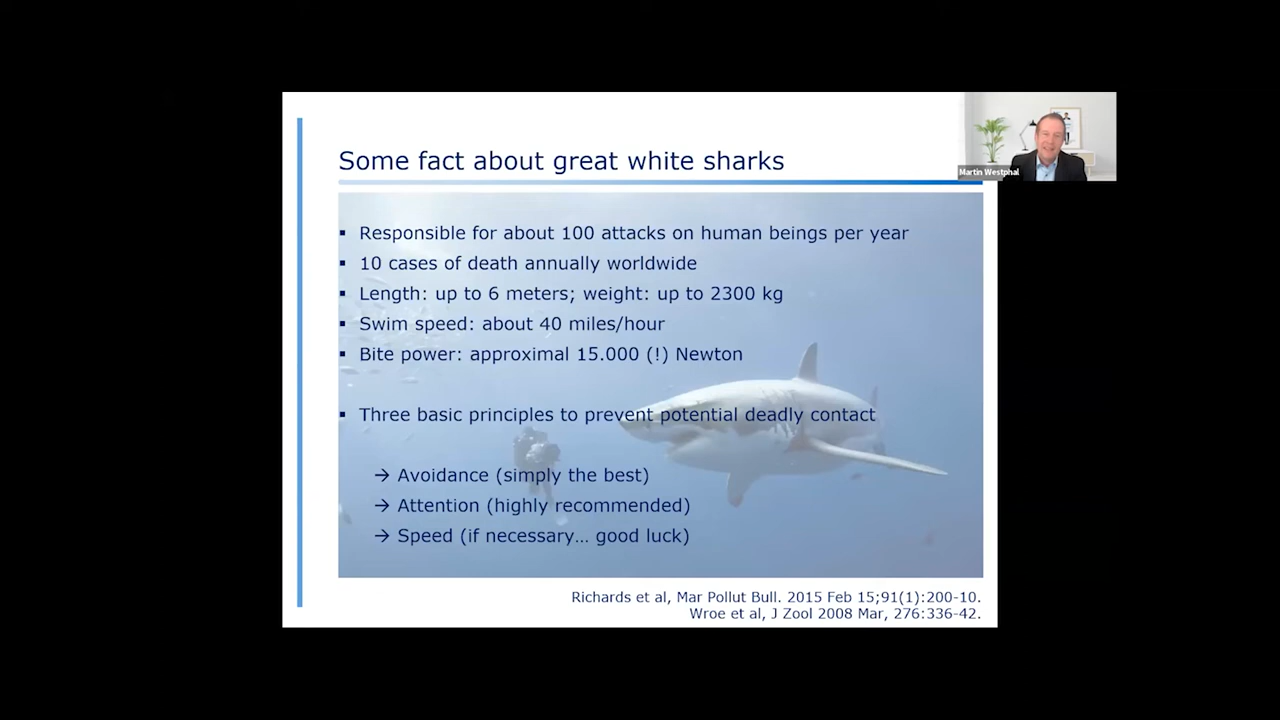 Some fact about great white sharks
Martin Westphal
▪ Responsible for about 100 attacks on human beings per year
▪ 10 cases of death annually worldwide
▪ Length: up to 6 meters; weight: up to 2300 kg
▪ Swim speed: about 40 miles/hour
▪ Bite power: approximal 15.000 (!) Newton
▪ Three basic principles to prevent potential deadly contact
→ Avoidance (simply the best)
→ Attention (highly recommended)
→ Speed (if necessary... good luck)
Richards et al, Mar Pollut Bull. 2015 Feb 15;91(1):200-10.
Wroe et al, J Zool 2008 Mar, 276:336-42.